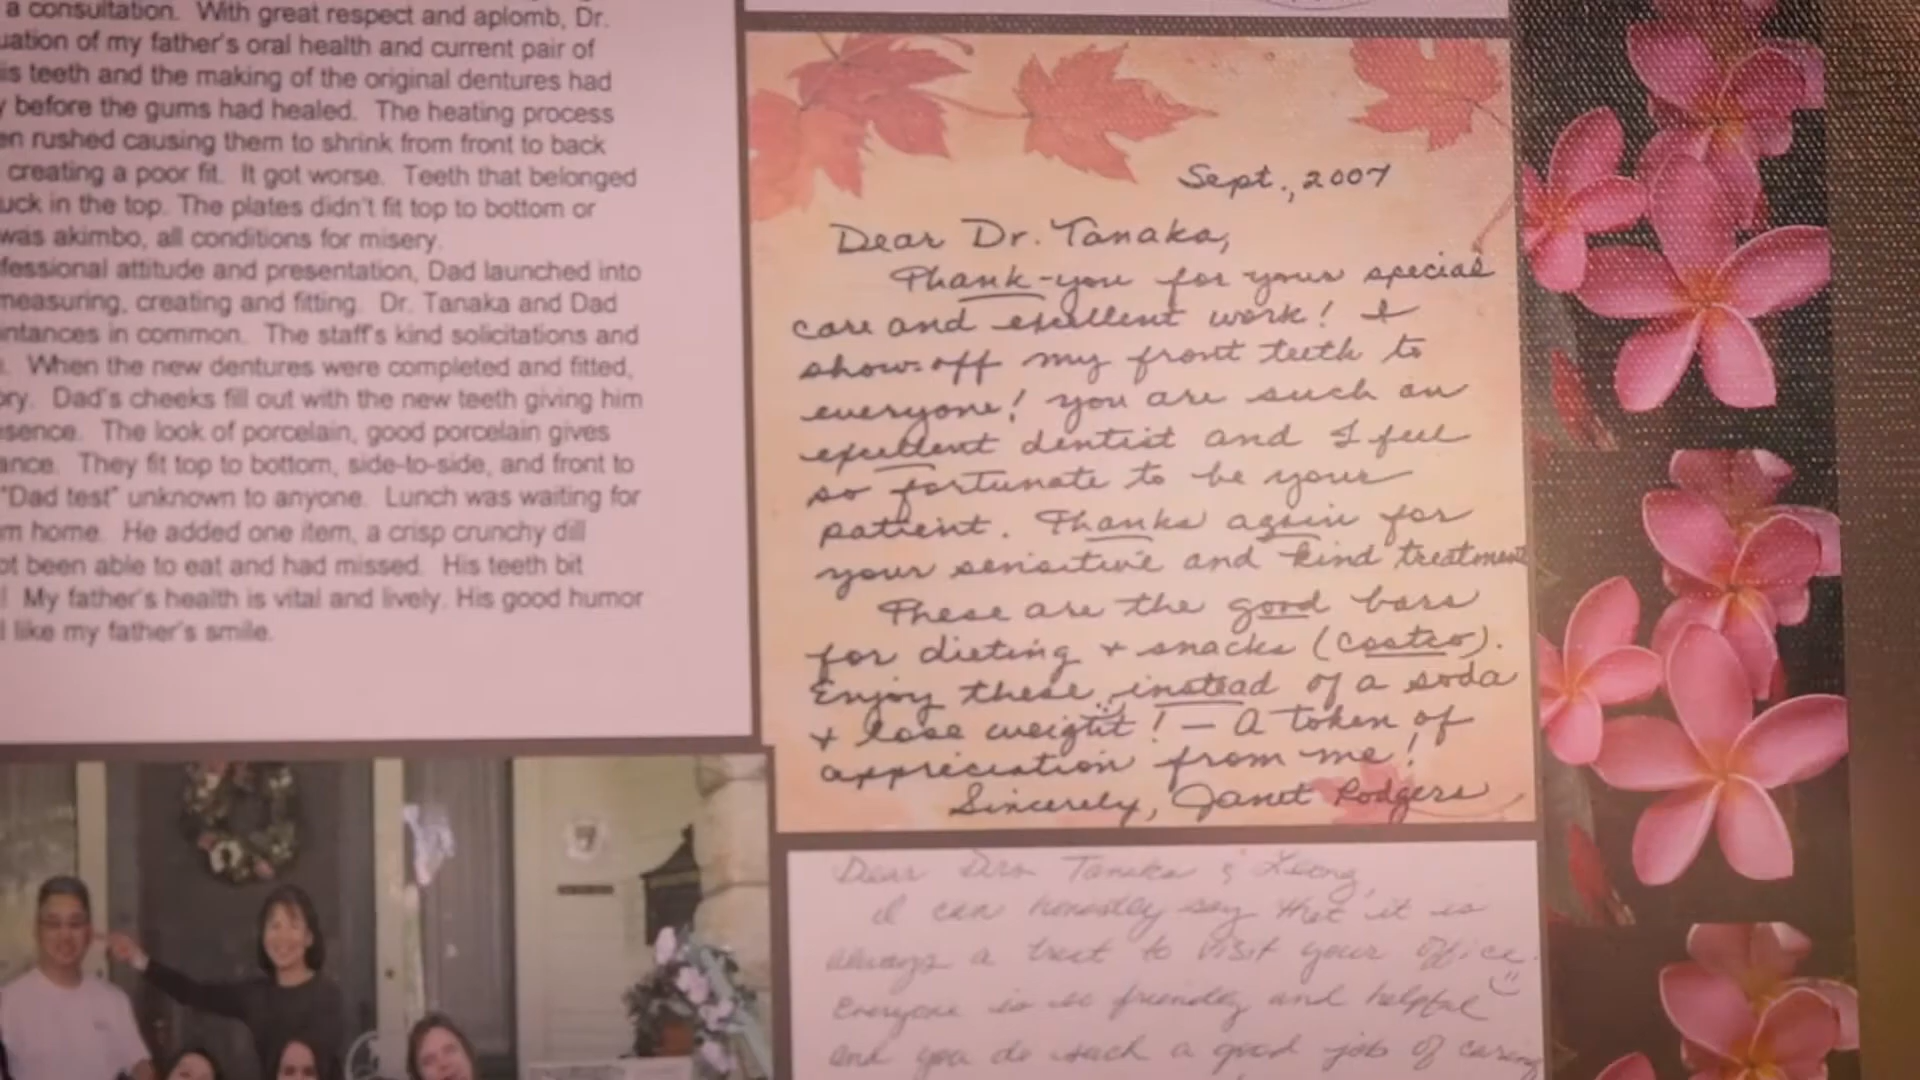 a consultation. With great respect and aplomb, Dr.
uation of my father's oral health and current pair of
is teeth and the making of the original dentures had
y before the gums had healed. The heating process
en rushed causing them to shrink from front to back
creating a poor fit. It got worse. Teeth that belonged
uck in the top. The plates didn't fit top to bottom or
was akimbo, all conditions for misery.
fessional attitude and presentation, Dad launched into
measuring, creating and fitting. Dr. Tanaka and Dad
intances in common. The staff's kind solicitations and
. When the new dentures were completed and fitted,
ory. Dad's cheeks fill out with the new teeth giving him
sence. The look of porcelain, good porcelain gives
ance. They fit top to bottom, side-to-side, and front to
"Dad test" unknown to anyone. Lunch was waiting for
m home. He added one item, a crisp crunchy dill
ot been able to eat and had missed. His teeth bit
! My father's health is vital and lively. His good humor
I like my father's smile.
Sept., 2007
Dear Dr. Tanaka,
Thank-you for your special
care and excellent work! I
show-off my front teeth to
everyone! You are such an
excellent dentist and I feel
so fortunate to be your
patient. Thanks again for
your sensitive and kind treatment
These are the good bars
for dieting + snacks (Costco).
Enjoy these instead of a soda
+ lose weight! — A token of
appreciation from me!
Sincerely, Janet Rodgers
Dear Drs Tanaka & Leong,
I can honestly say that it is
always a treat to visit your office.
Everyone is so friendly and helpful
and you do such a good job of caring